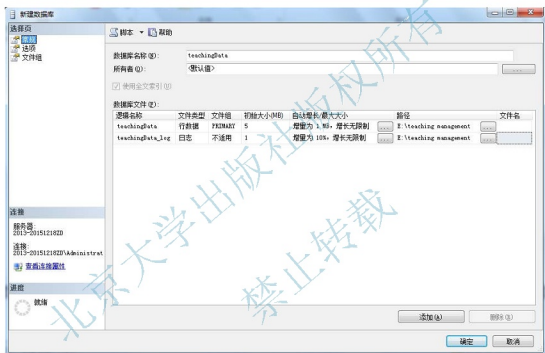 新建数据库
选择页
常规
选项
文件组
脚本 帮助
数据库名称(N): teachingData
所有者(O): <默认值>
使用全文索引(U)
数据库文件(F):
逻辑名称 文件类型 文件组 初始大小(MB) 自动增长/最大大小 路径 文件名
teachingData 行数据 PRIMARY 5 增量为 1 MB，增长无限制 ... E:\teaching management ...
teachingData_log 日志 不适用 1 增量为 10%，增长无限制 ... E:\teaching management ...
连接
服务器:
2013-20151218ZD
连接:
2013-20151218ZD\Administrat
查看连接属性
进度
就绪
添加(A) 删除(R)
确定 取消
北京大学出版社版权所有
禁止转载